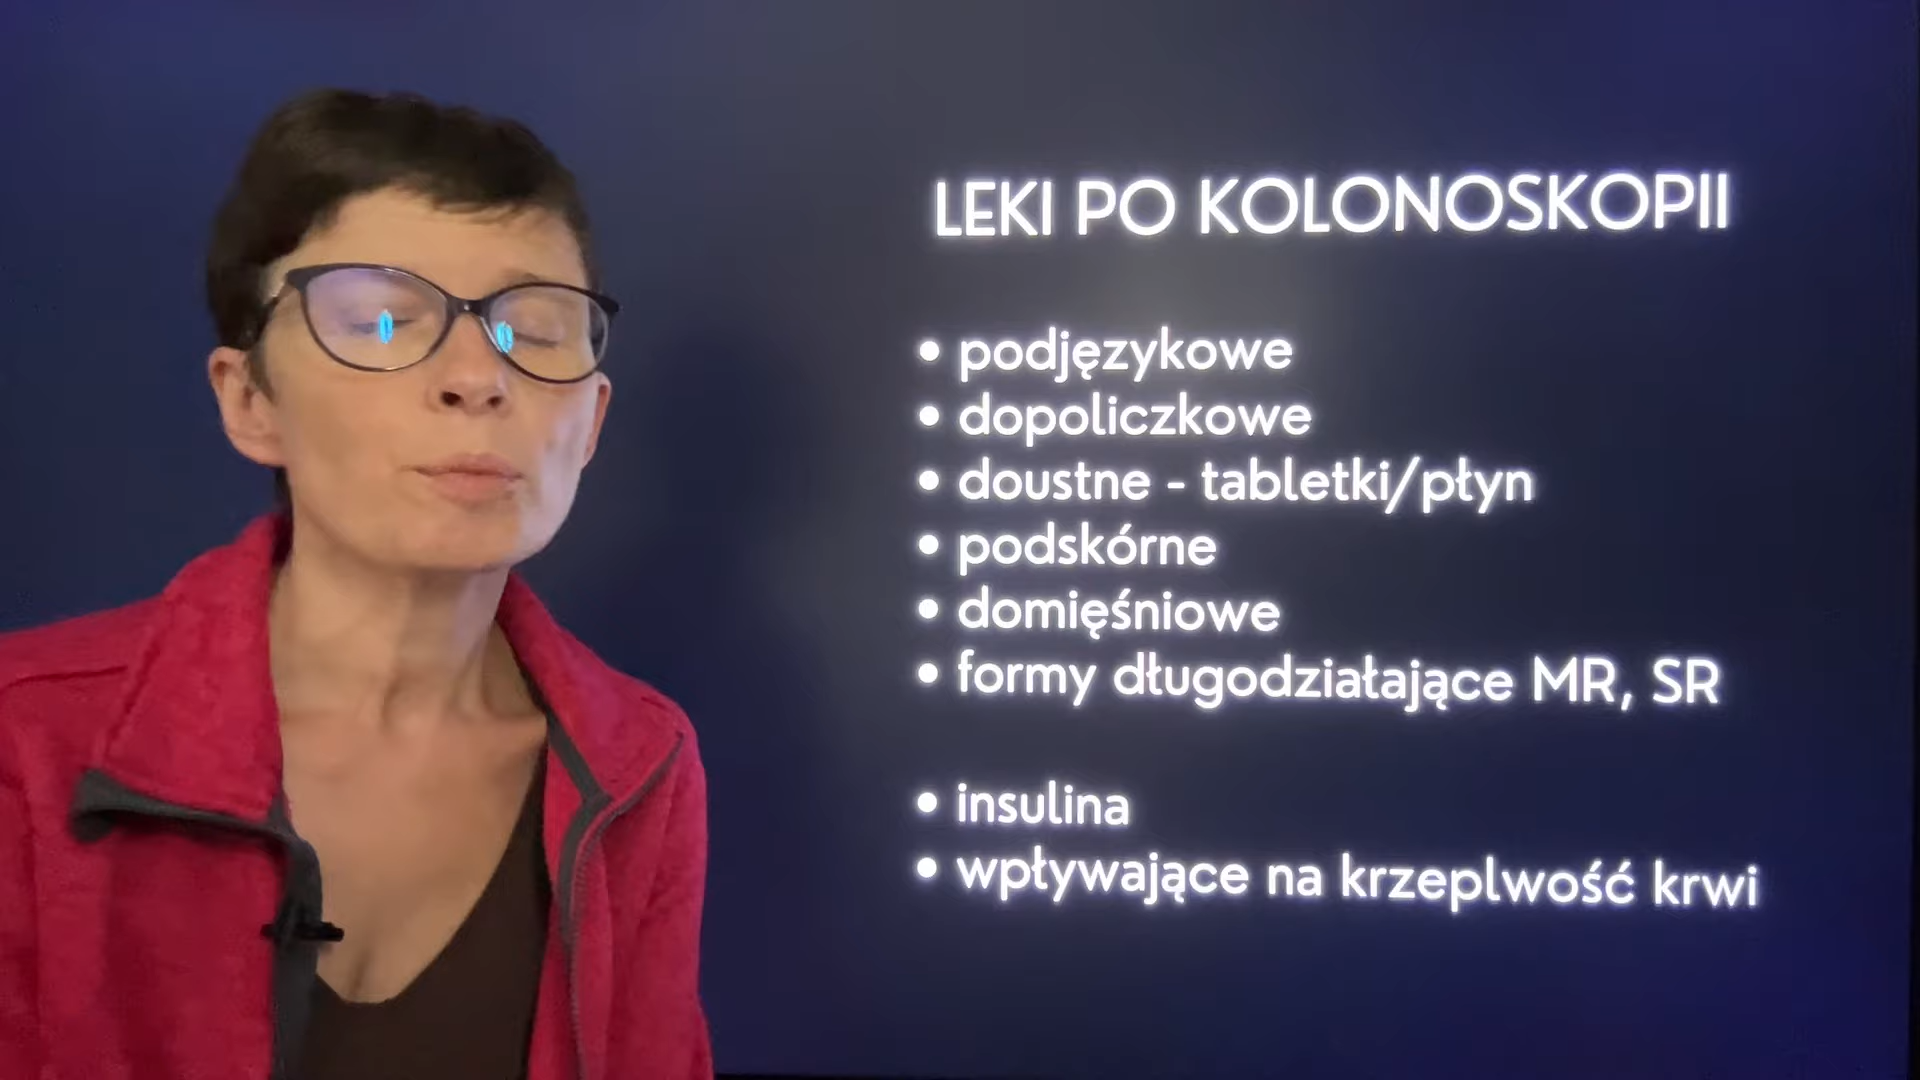 LEKI PO KOLONOSKOPII
• podjęzykowe
• dopoliczkowe
• doustne - tabletki/płyn
• podskórne
• domięśniowe
• formy długodziałające MR, SR
• insulina
• wpływające na krzeplwość krwi